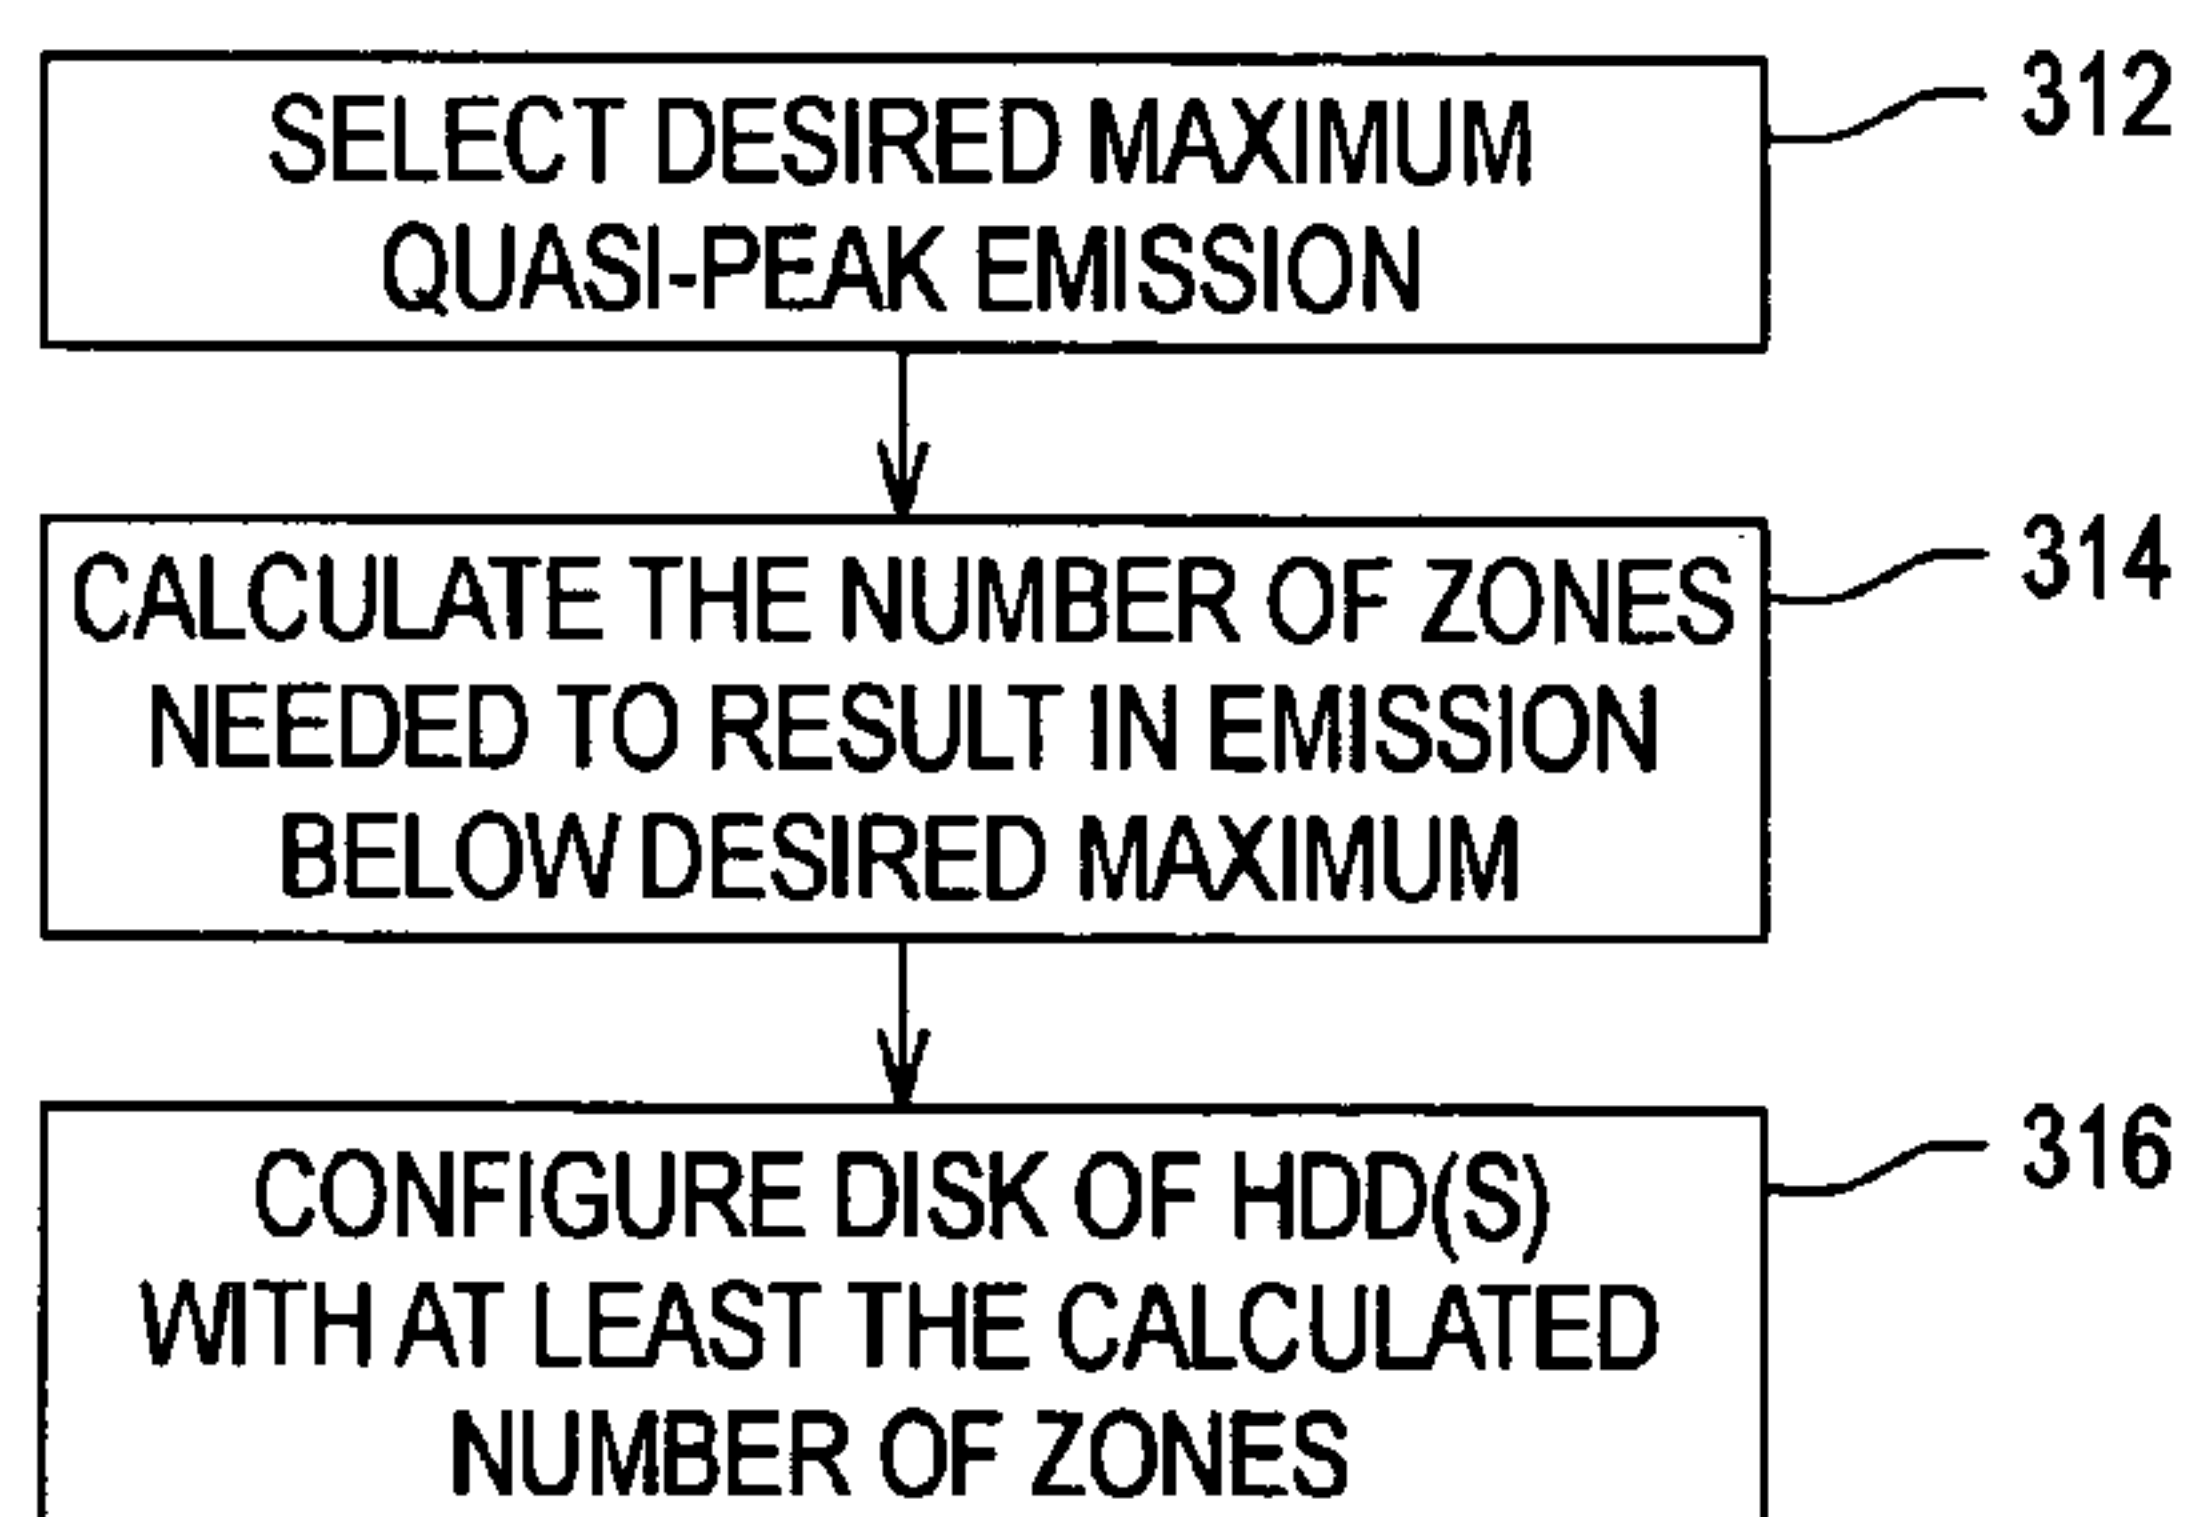 SELECT DESIRED MAXIMUM
QUASI-PEAK EMISSION
312
CALCULATE THE NUMBER OF ZONES
NEEDED TO RESULT IN EMISSION
BELOW DESIRED MAXIMUM
314
CONFIGURE DISK OF HDD(S)
WITH AT LEAST THE CALCULATED
NUMBER OF ZONES
316